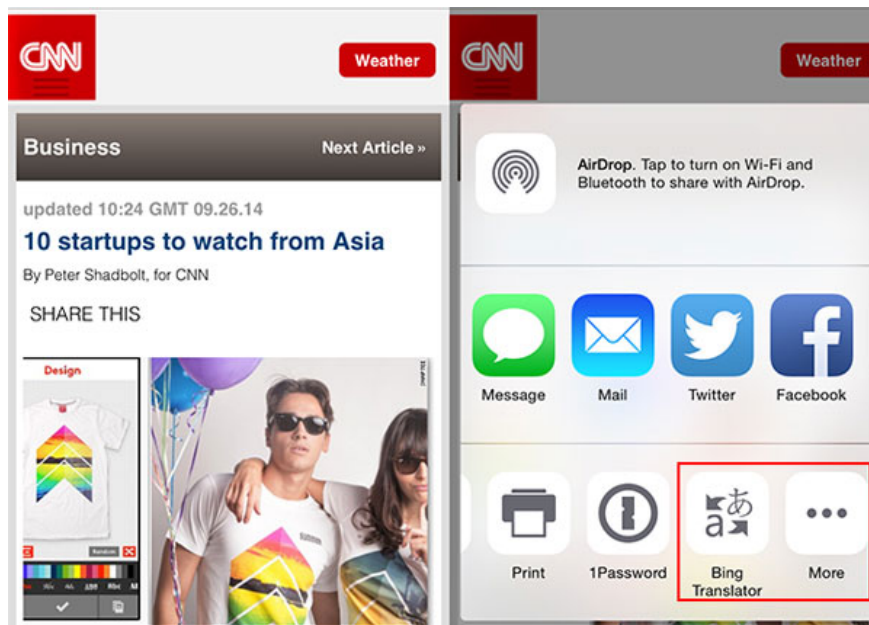 CNN
Weather
Business
Next Article »
updated 10:24 GMT 09.26.14
10 startups to watch from Asia
By Peter Shadbolt, for CNN
SHARE THIS
Design
Random
CNN
Weather
AirDrop. Tap to turn on Wi-Fi and
Bluetooth to share with AirDrop.
Message
Mail
Twitter
Facebook
あ
a
Print
1Password
Bing
Translator
More